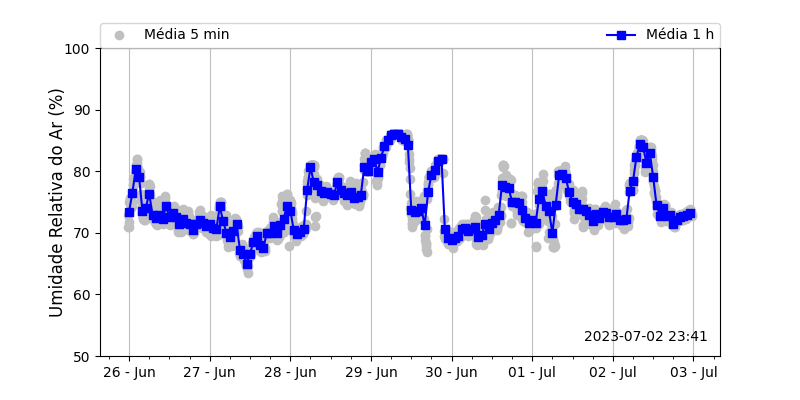 Média 5 min
Média 1 h
Umidade Relativa do Ar (%)
100
90
80
70
60
50
2023-07-02 23:41
26 - Jun
27 - Jun
28 - Jun
29 - Jun
30 - Jun
01 - Jul
02 - Jul
03 - Jul